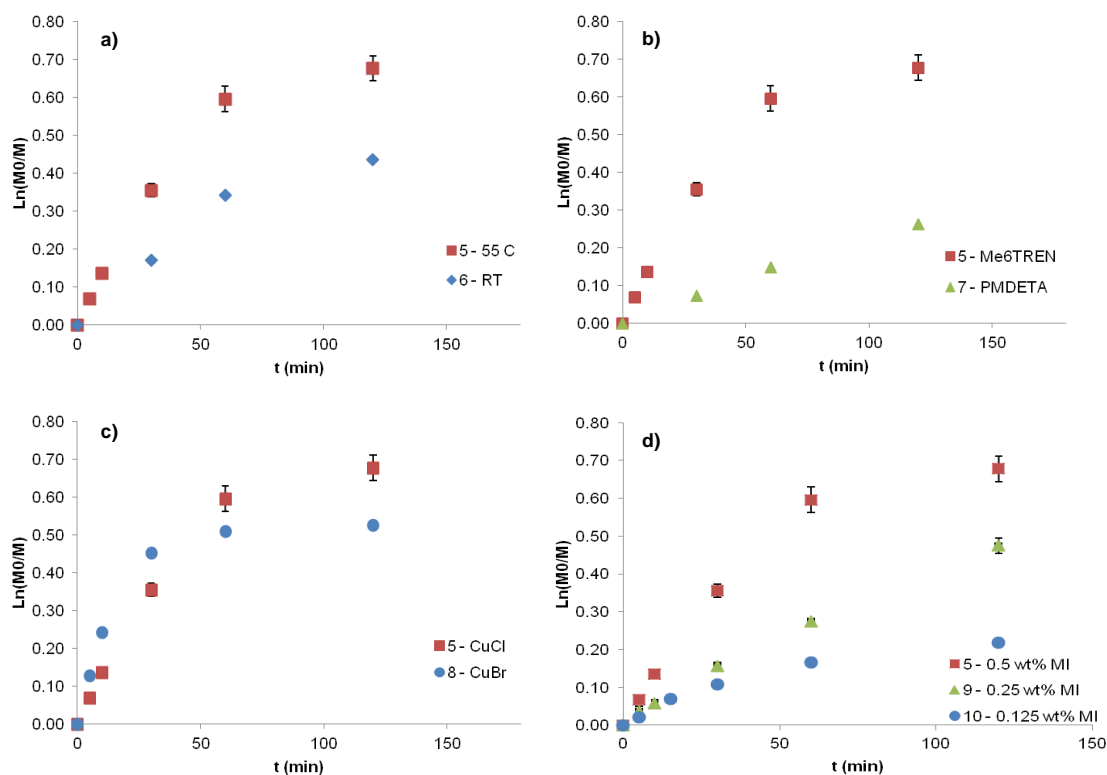 a)
0.80
0.70
0.60
0.50
0.40
0.30
0.20
0.10
0.00
Ln(M0/M)
0
50
100
150
t (min)
5 - 55 C
6 - RT
b)
0.80
0.70
0.60
0.50
0.40
0.30
0.20
0.10
0.00
Ln(M0/M)
0
50
100
150
t (min)
5 - Me6TREN
7 - PMDETA
c)
0.80
0.70
0.60
0.50
0.40
0.30
0.20
0.10
0.00
Ln(M0/M)
0
50
100
150
t (min)
5 - CuCl
8 - CuBr
d)
0.80
0.70
0.60
0.50
0.40
0.30
0.20
0.10
0.00
Ln(M0/M)
0
50
100
150
t (min)
5 - 0.5 wt% MI
9 - 0.25 wt% MI
10 - 0.125 wt% MI